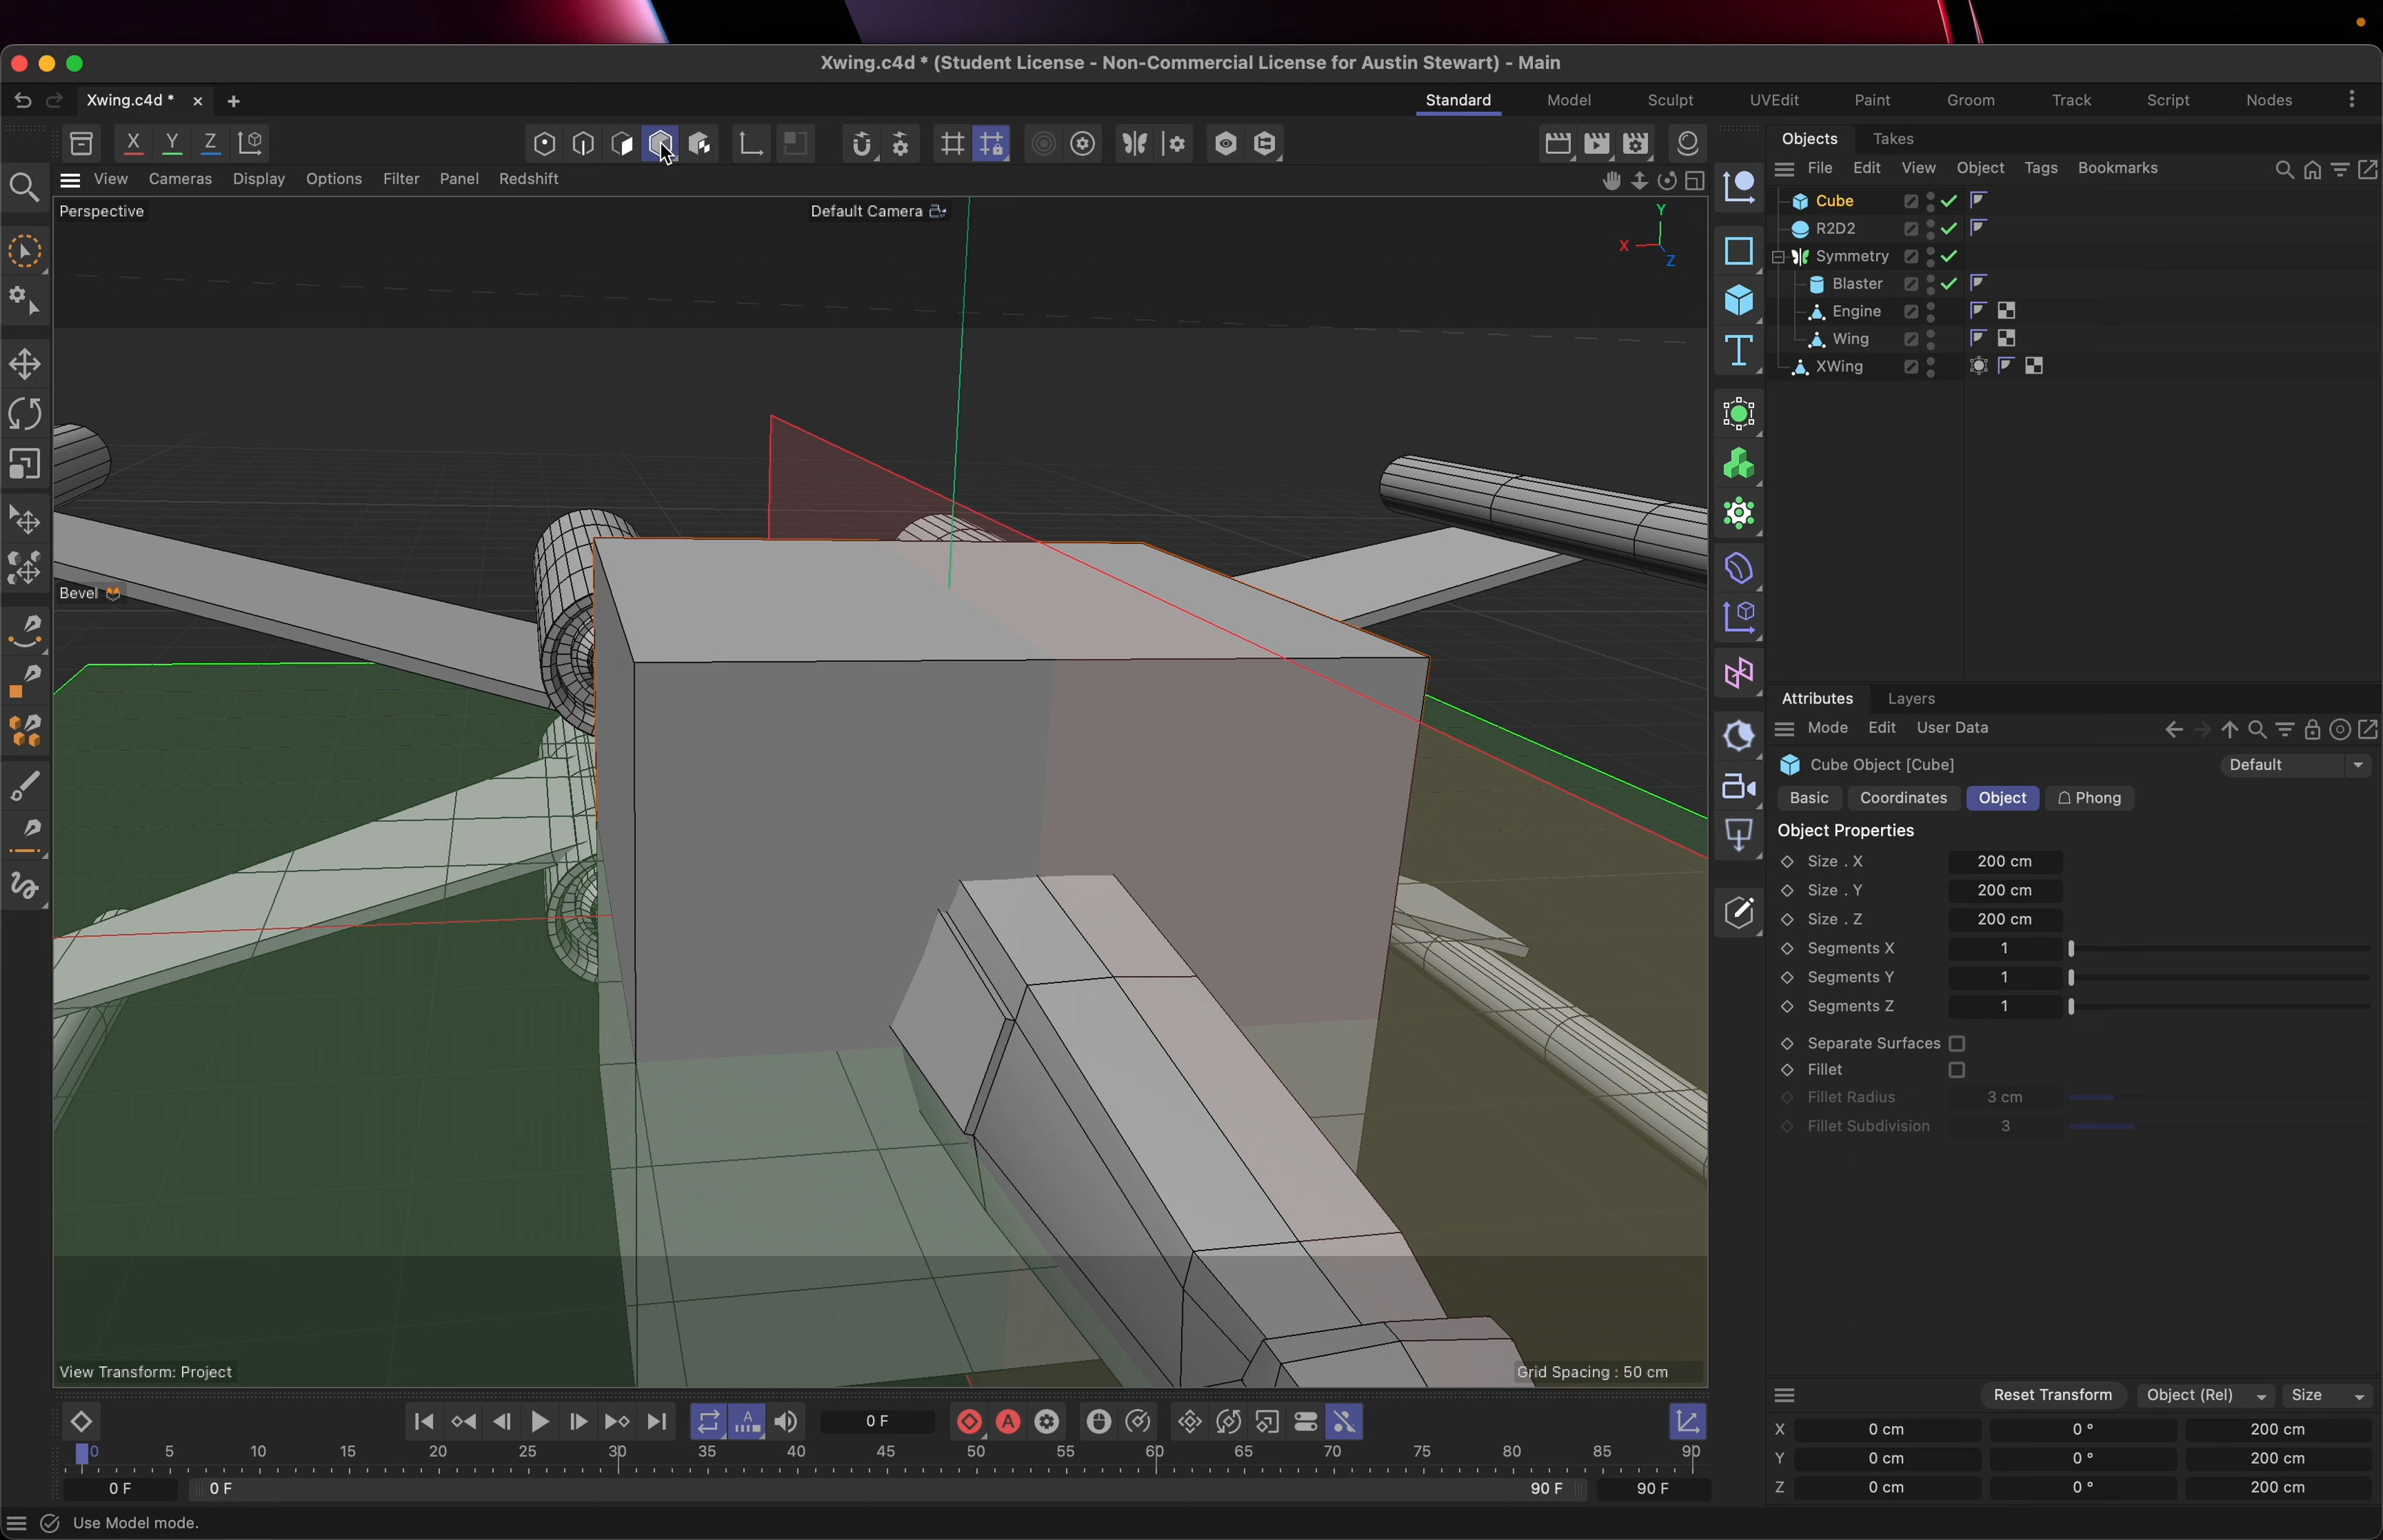 Xwing.c4d * (Student License - Non-Commercial License for Austin Stewart) - Main
Xwing.c4d *
Standard
Model
Sculpt
UVEdit
Paint
Groom
Track
Script
Nodes
X
Y
Z
Objects
Takes
View
Cameras
Display
Options
Filter
Panel
Redshift
File
Edit
View
Object
Tags
Bookmarks
Perspective
Default Camera
Y
X
Z
Cube
R2D2
Symmetry
Blaster
Engine
Wing
XWing
Bevel
Attributes
Layers
Mode
Edit
User Data
Cube Object [Cube]
Default
Basic
Coordinates
Object
Phong
Object Properties
Size . X 200 cm
Size . Y 200 cm
Size . Z 200 cm
Segments X 1
Segments Y 1
Segments Z 1
Separate Surfaces
Fillet
Fillet Radius 3 cm
Fillet Subdivision 3
View Transform: Project
Grid Spacing : 50 cm
Reset Transform
Object (Rel)
Size
A
A
0 F
0 5 10 15 20 25 30 35 40 45 50 55 60 65 70 75 80 85 90
X 0 cm 0 ° 200 cm
Y 0 cm 0 ° 200 cm
Z 0 cm 0 ° 200 cm
0 F
0 F
90 F
90 F
Use Model mode.